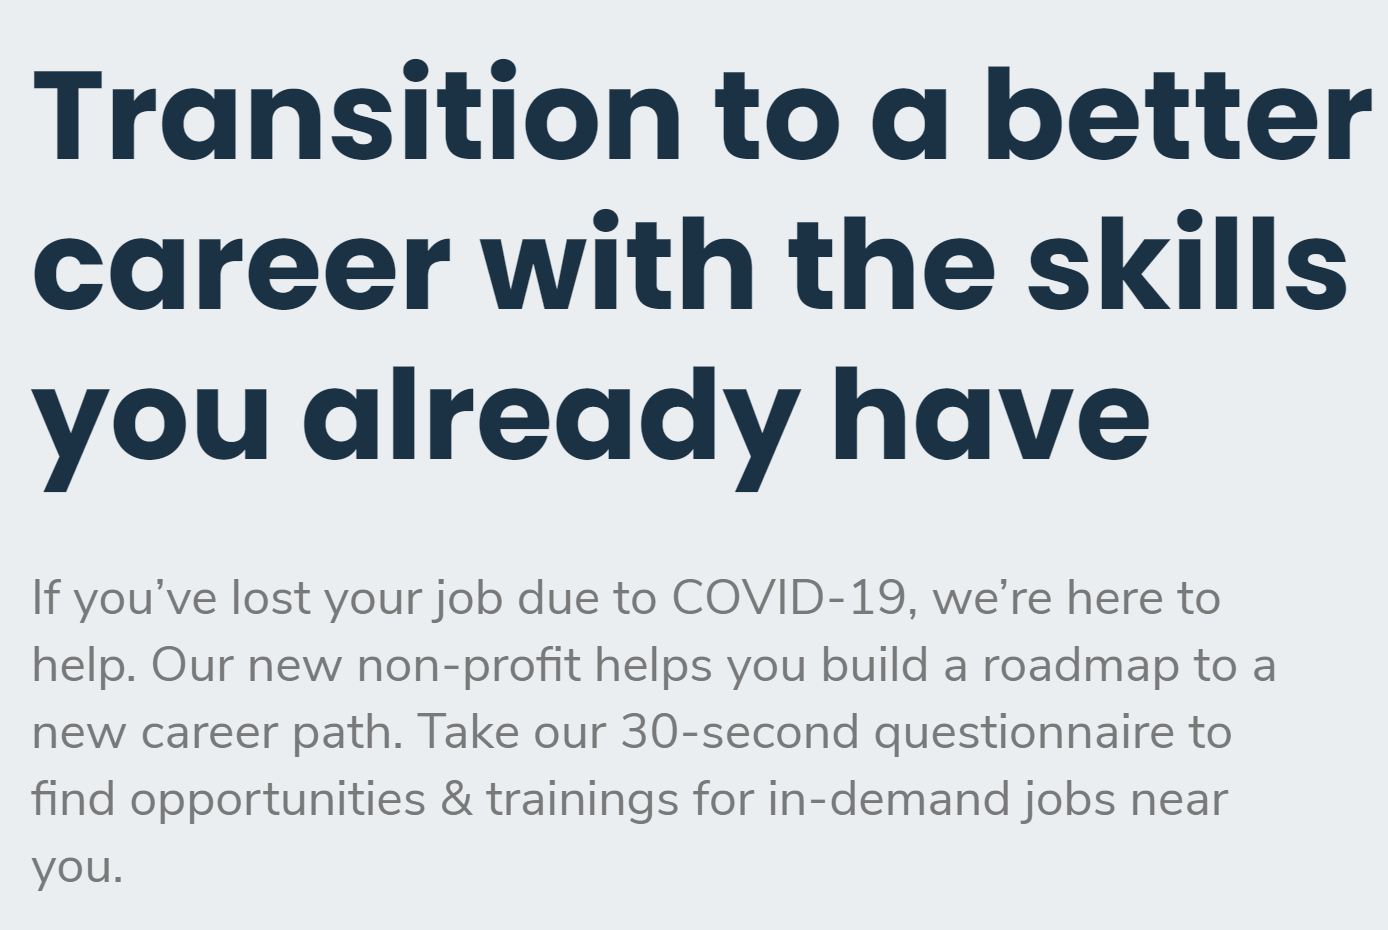 Transition to a better
career with the skills
you already have
If you’ve lost your job due to COVID-19, we’re here to
help. Our new non-profit helps you build a roadmap to a
new career path. Take our 30-second questionnaire to
find opportunities & trainings for in-demand jobs near
you.